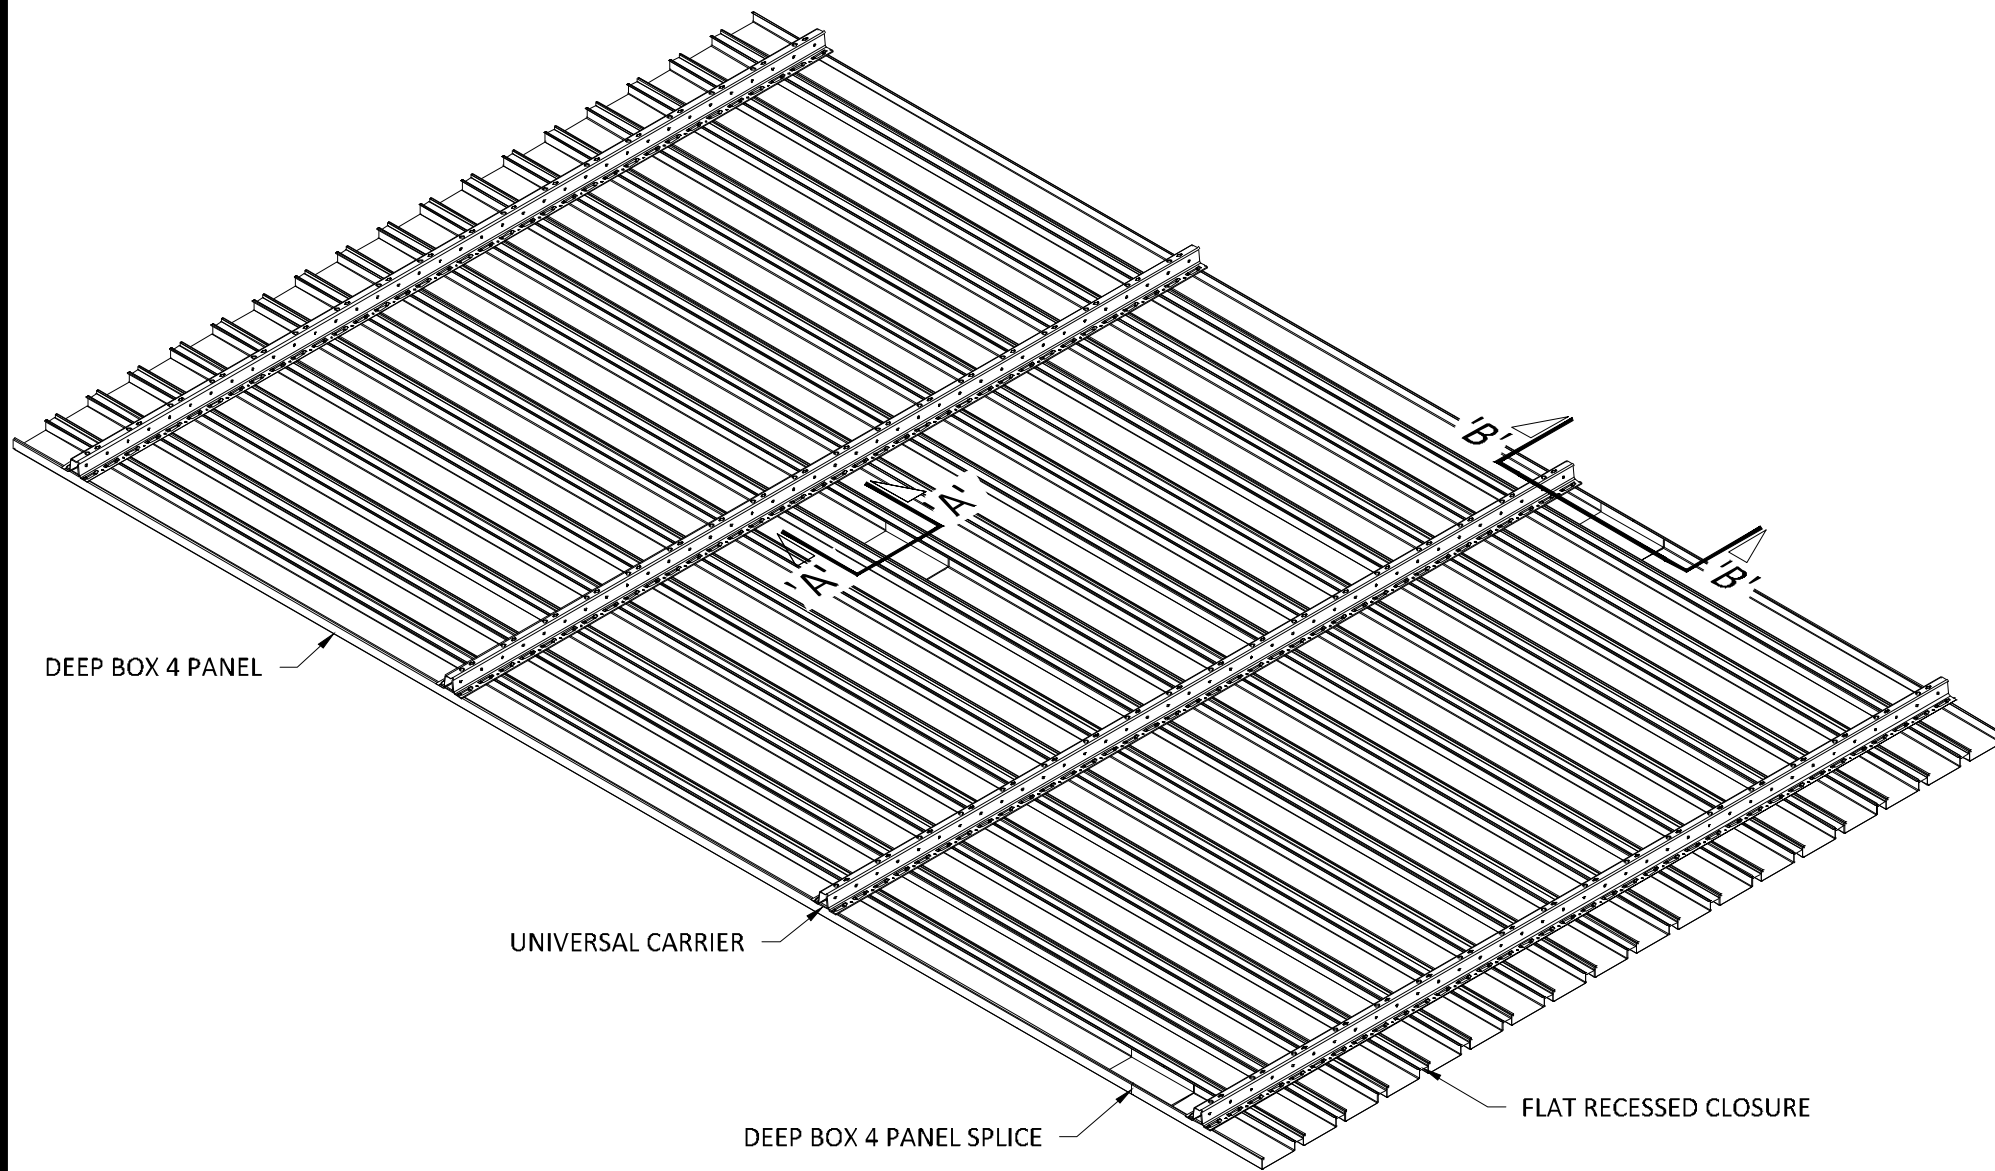 'B'
'A'
'A'
'B'
DEEP BOX 4 PANEL
UNIVERSAL CARRIER
FLAT RECESSED CLOSURE
DEEP BOX 4 PANEL SPLICE